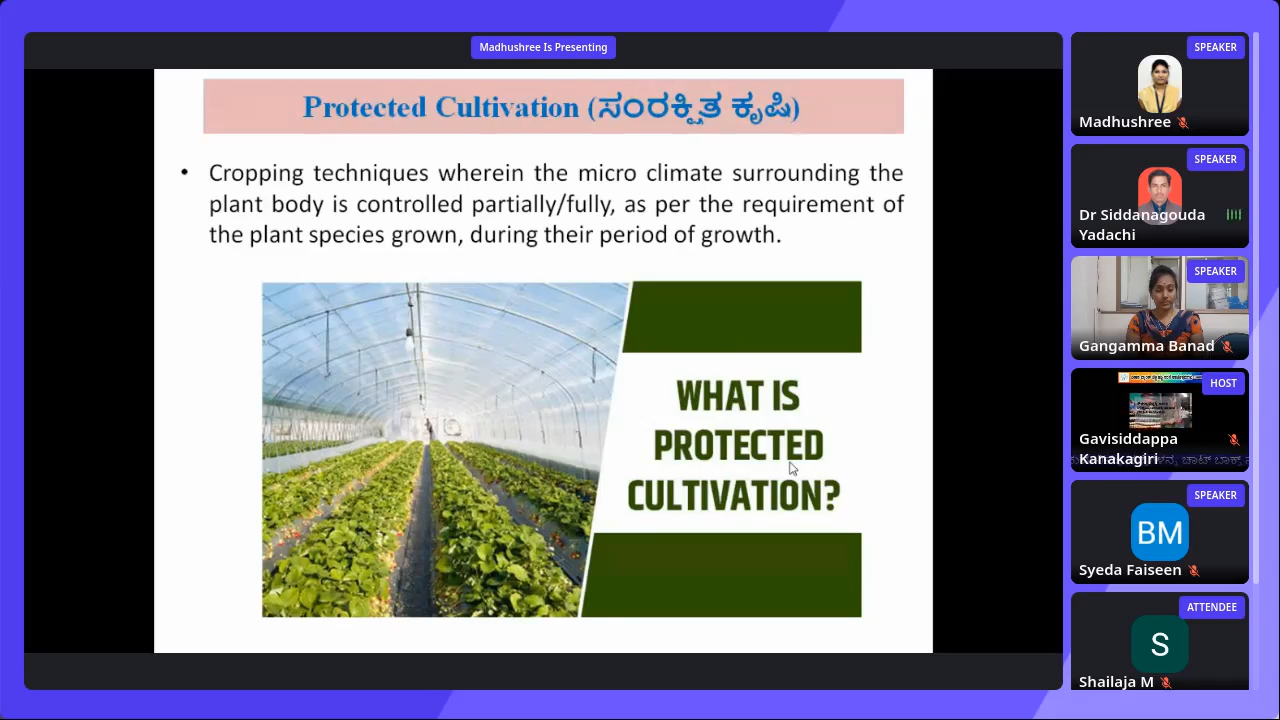 Madhushree Is Presenting
Protected Cultivation (ಸಂರಕ್ಷಿತ ಕೃಷಿ)
• Cropping techniques wherein the micro climate surrounding the
plant body is controlled partially/fully, as per the requirement of
the plant species grown, during their period of growth.
WHAT IS
PROTECTED
CULTIVATION?
SPEAKER
Madhushree
SPEAKER
Dr Siddanagouda
Yadachi
SPEAKER
Gangamma Banad
HOST
Gavisiddappa
Kanakagiri
SPEAKER
BM
Syeda Faiseen
ATTENDEE
S
Shailaja M